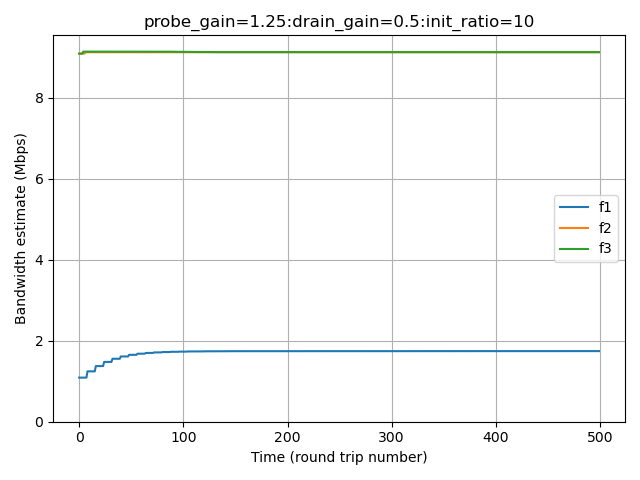 probe_gain=1.25:drain_gain=0.5:init_ratio=10
Bandwidth estimate (Mbps)
8
6
4
2
0
f1
f2
f3
0 100 200 300 400 500
Time (round trip number)